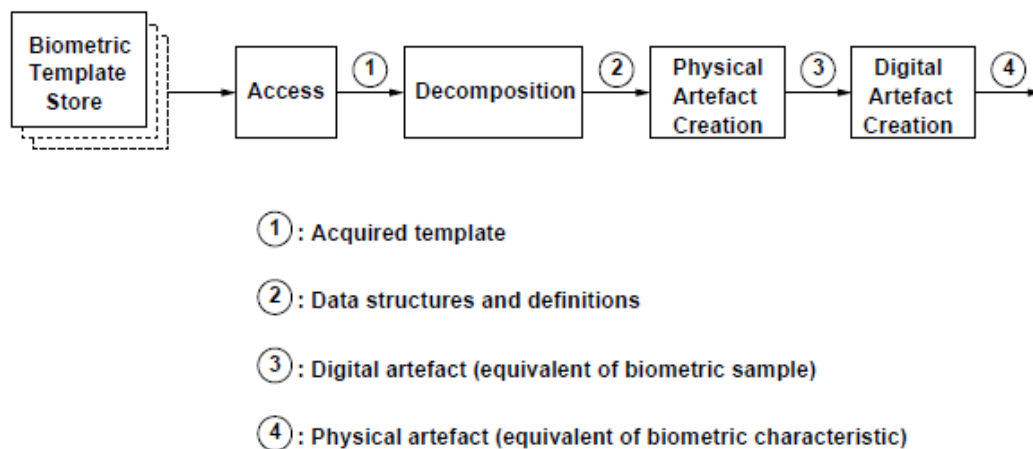 Biometric
Template
Store
Access
1
Decomposition
2
Physical
Artefact
Creation
3
Digital
Artefact
Creation
4
1 : Acquired template
2 : Data structures and definitions
3 : Digital artefact (equivalent of biometric sample)
4 : Physical artefact (equivalent of biometric characteristic)